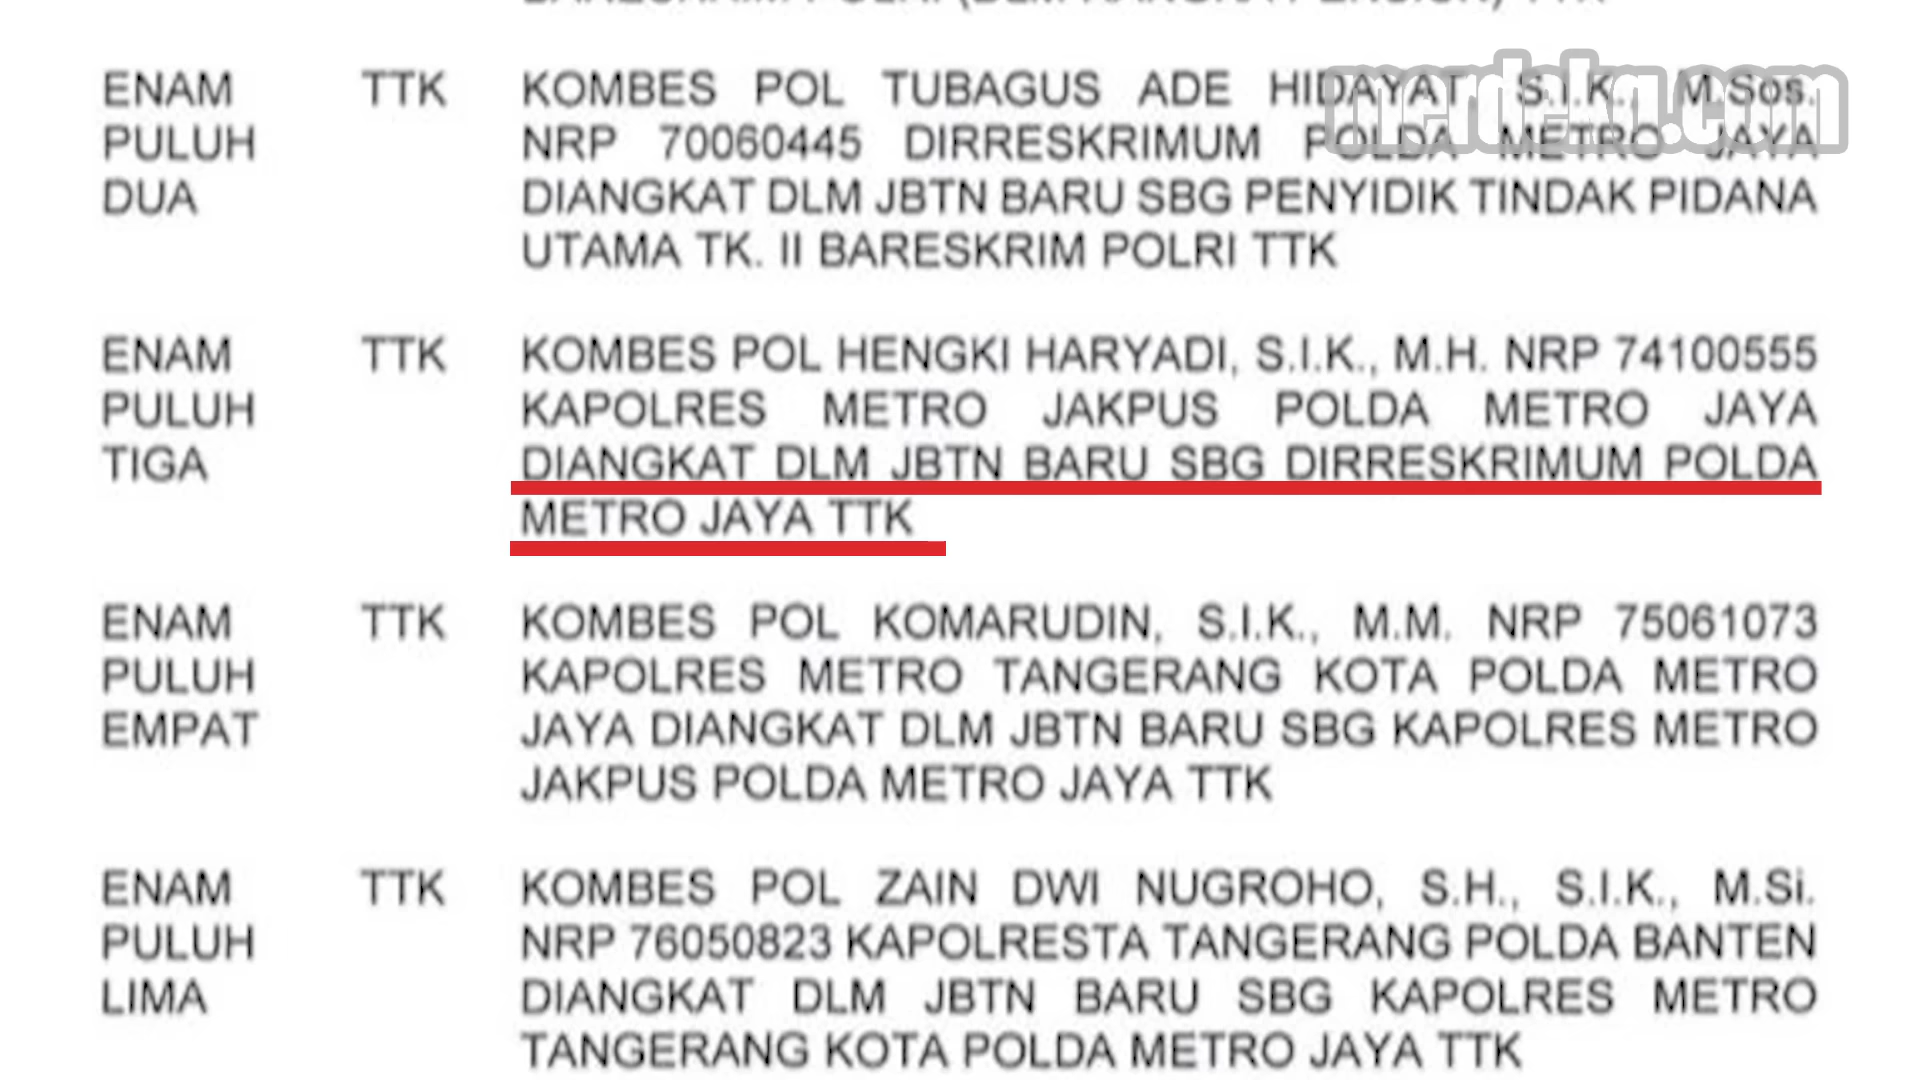 merdeka.com
ENAM PULUH DUA TTK KOMBES POL TUBAGUS ADE HIDAYAT S.I.K., M.Sos.
NRP 70060445 DIRRESKRIMUM POLDA METRO JAYA
DIANGKAT DLM JBTN BARU SBG PENYIDIK TINDAK PIDANA
UTAMA TK. II BARESKRIM POLRI TTK
ENAM PULUH TIGA TTK KOMBES POL HENGKI HARYADI, S.I.K., M.H. NRP 74100555
KAPOLRES METRO JAKPUS POLDA METRO JAYA
DIANGKAT DLM JBTN BARU SBG DIRRESKRIMUM POLDA
METRO JAYA TTK
ENAM PULUH EMPAT TTK KOMBES POL KOMARUDIN, S.I.K., M.M. NRP 75061073
KAPOLRES METRO TANGERANG KOTA POLDA METRO
JAYA DIANGKAT DLM JBTN BARU SBG KAPOLRES METRO
JAKPUS POLDA METRO JAYA TTK
ENAM PULUH LIMA TTK KOMBES POL ZAIN DWI NUGROHO, S.H., S.I.K., M.Si.
NRP 76050823 KAPOLRESTA TANGERANG POLDA BANTEN
DIANGKAT DLM JBTN BARU SBG KAPOLRES METRO
TANGERANG KOTA POLDA METRO JAYA TTK